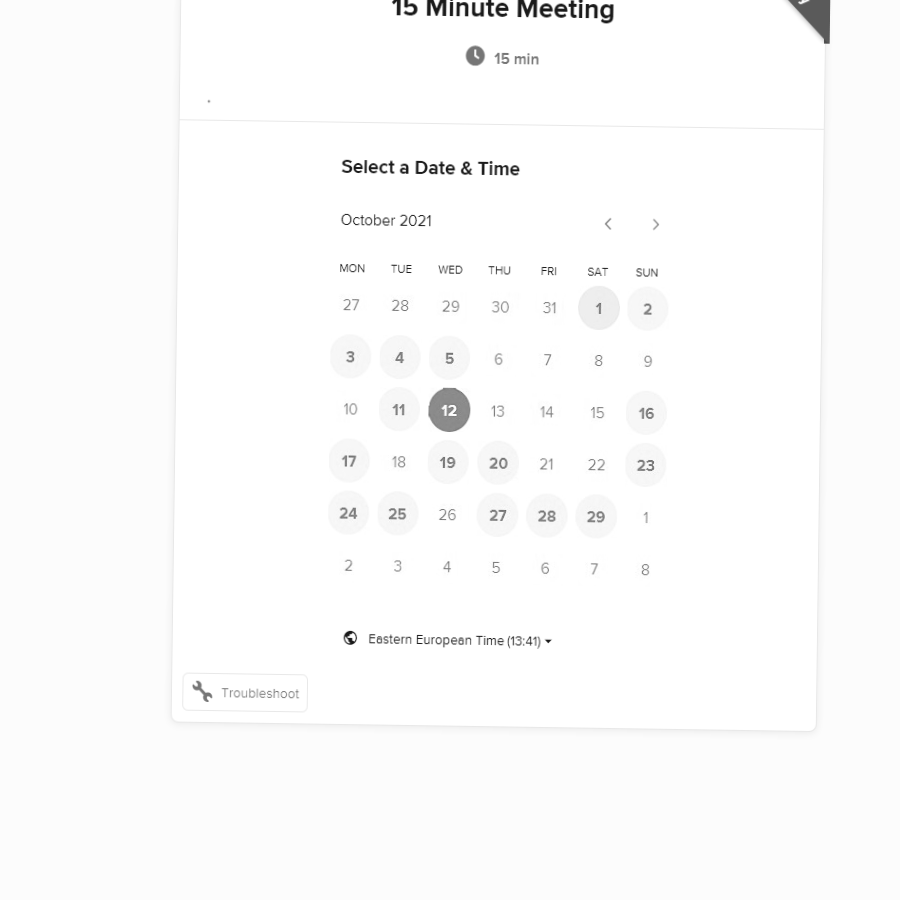 15 Minute Meeting
15 min
.
Select a Date & Time
October 2021
MON TUE WED THU FRI SAT SUN
27 28 29 30 31 1 2
3 4 5 6 7 8 9
10 11 12 13 14 15 16
17 18 19 20 21 22 23
24 25 26 27 28 29 1
2 3 4 5 6 7 8
Eastern European Time (13:41)
Troubleshoot